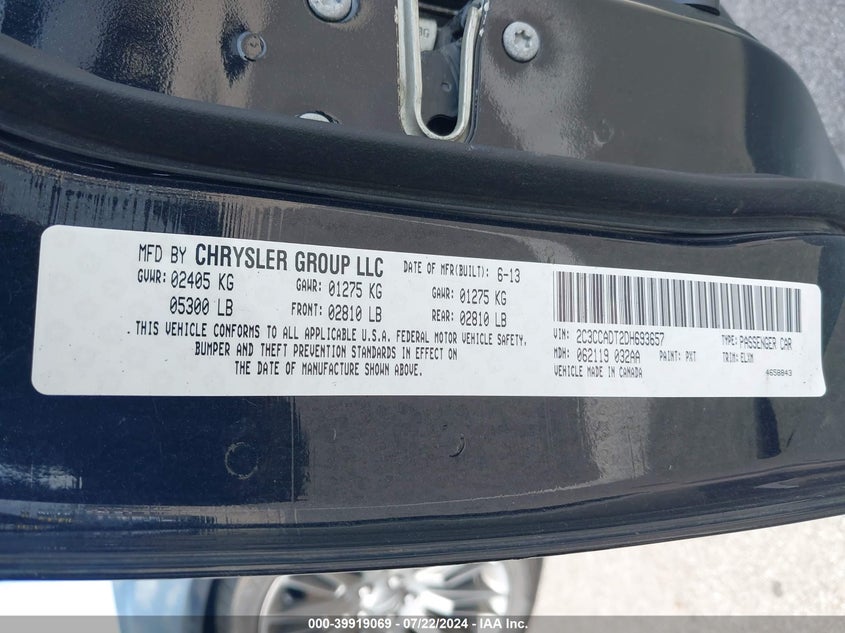 MFD BY CHRYSLER GROUP LLC DATE OF MFR(BUILT): 6-13
GVWR: 02405 KG GAWR: 01275 KG GAWR: 01275 KG
05300 LB FRONT: 02810 LB REAR: 02810 LB
THIS VEHICLE CONFORMS TO ALL APPLICABLE U.S.A. FEDERAL MOTOR VEHICLE SAFETY,
BUMPER AND THEFT PREVENTION STANDARDS IN EFFECT ON
THE DATE OF MANUFACTURE SHOWN ABOVE.
VIN: 2C3CCADT2DH693657 TYPE: PASSENGER CAR
MDH: 062119 032AA PAINT: PXT TRIM: ELXM
VEHICLE MADE IN CANADA 4658843
000-39919069 - 07/22/2024 - IAA Inc.